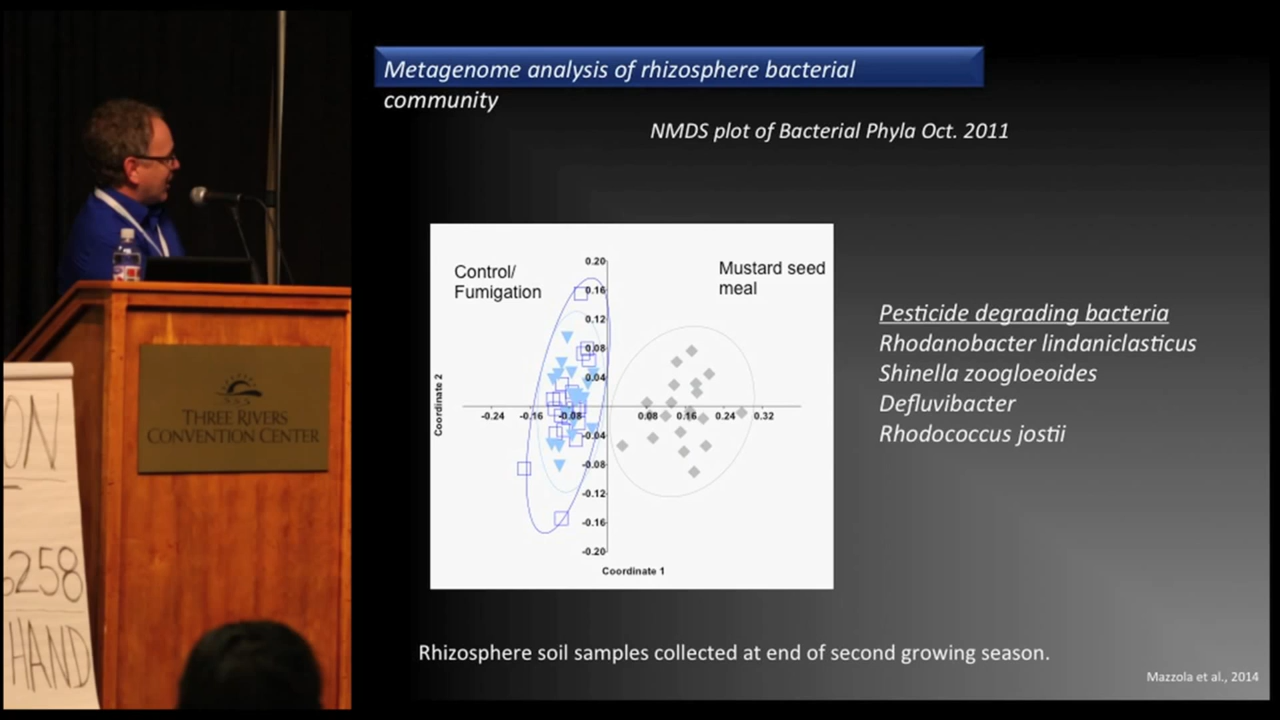 Metagenome analysis of rhizosphere bacterial
community
NMDS plot of Bacterial Phyla Oct. 2011
Control/
Fumigation
Mustard seed
meal
0.20
0.16
0.12
0.08
0.04
-0.24
-0.16
-0.08
0.08
0.16
0.24
0.32
-0.04
-0.08
-0.12
-0.16
-0.20
Coordinate 2
Coordinate 1
Pesticide degrading bacteria
Rhodanobacter lindaniclasticus
Shinella zoogloeoides
Defluvibacter
Rhodococcus jostii
Rhizosphere soil samples collected at end of second growing season.
Mazzola et al., 2014
THREE RIVERS
CONVENTION CENTER
ON
258
HAND